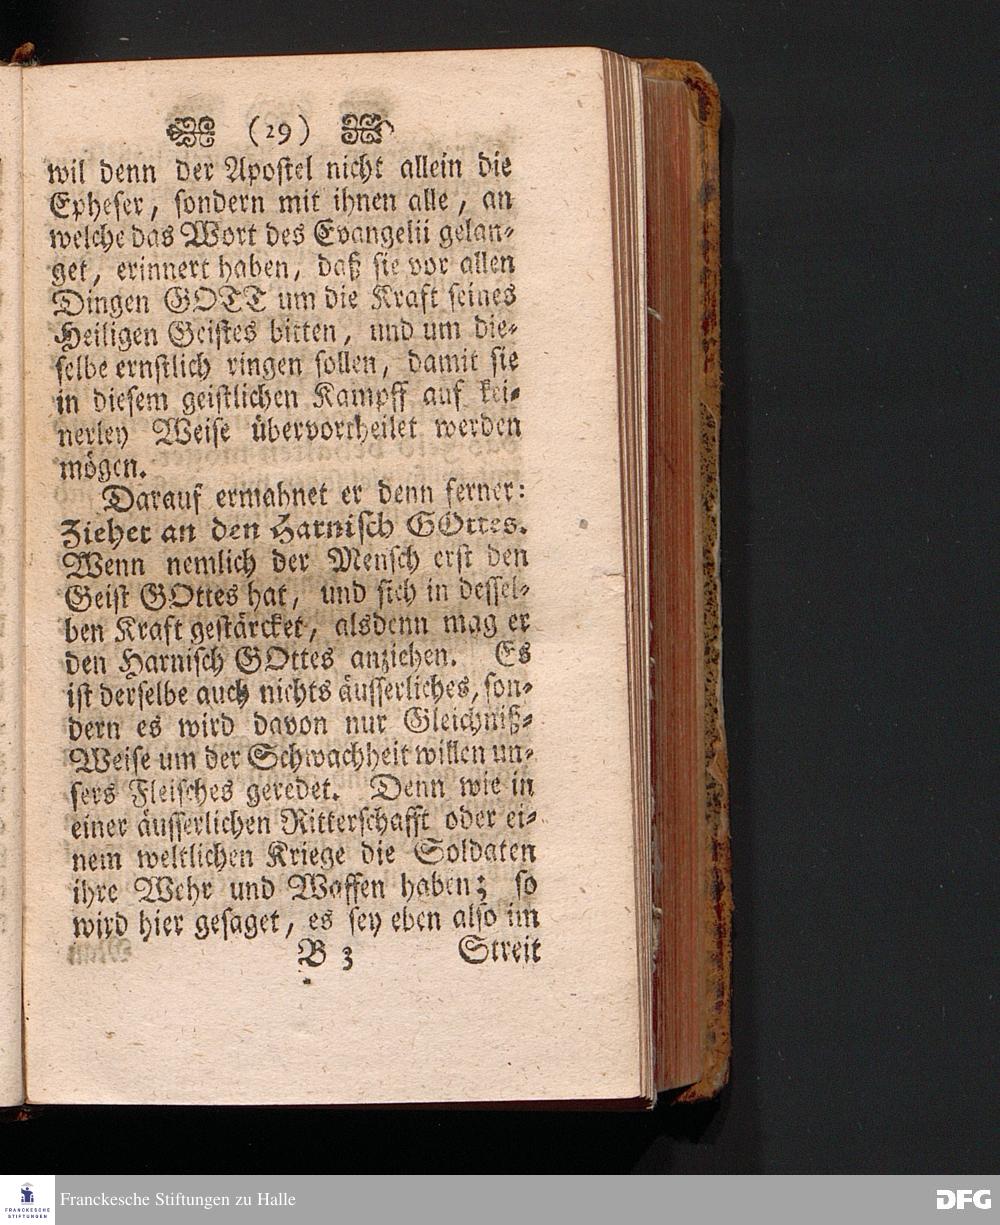 (29)
wil denn der Apostel nicht allein die
Epheser, sondern mit ihnen alle, an
welche das Wort des Evangelii gelan-
get, erinnert haben, daß sie vor allen
Dingen GOTT um die Kraft seines
Heiligen Geistes bitten, und um die-
selbe ernstlich ringen sollen, damit sie
in diesem geistlichen Kampff auf kei-
nerley Weise übervortheilet werden
mögen.
Darauf ermahnet er denn ferner:
Ziehet an den Harnisch GOttes.
Wenn nemlich der Mensch erst den
Geist GOttes hat, und sich in dessel-
ben Kraft gestärcket, alsdenn mag er
den Harnisch GOttes anziehen. Es
ist derselbe auch nichts äusserliches, son-
dern es wird davon nur Gleichniß-
Weise um der Schwachheit willen un-
sers Fleisches geredet. Denn wie in
einer äusserlichen Ritterschafft oder ei-
nem weltlichen Kriege die Soldaten
ihre Wehr und Waffen haben; so
wird hier gesaget, es sey eben also im
B 3 Streit
FRANCKESCHE STIFTUNGEN
Franckesche Stiftungen zu Halle
DFG